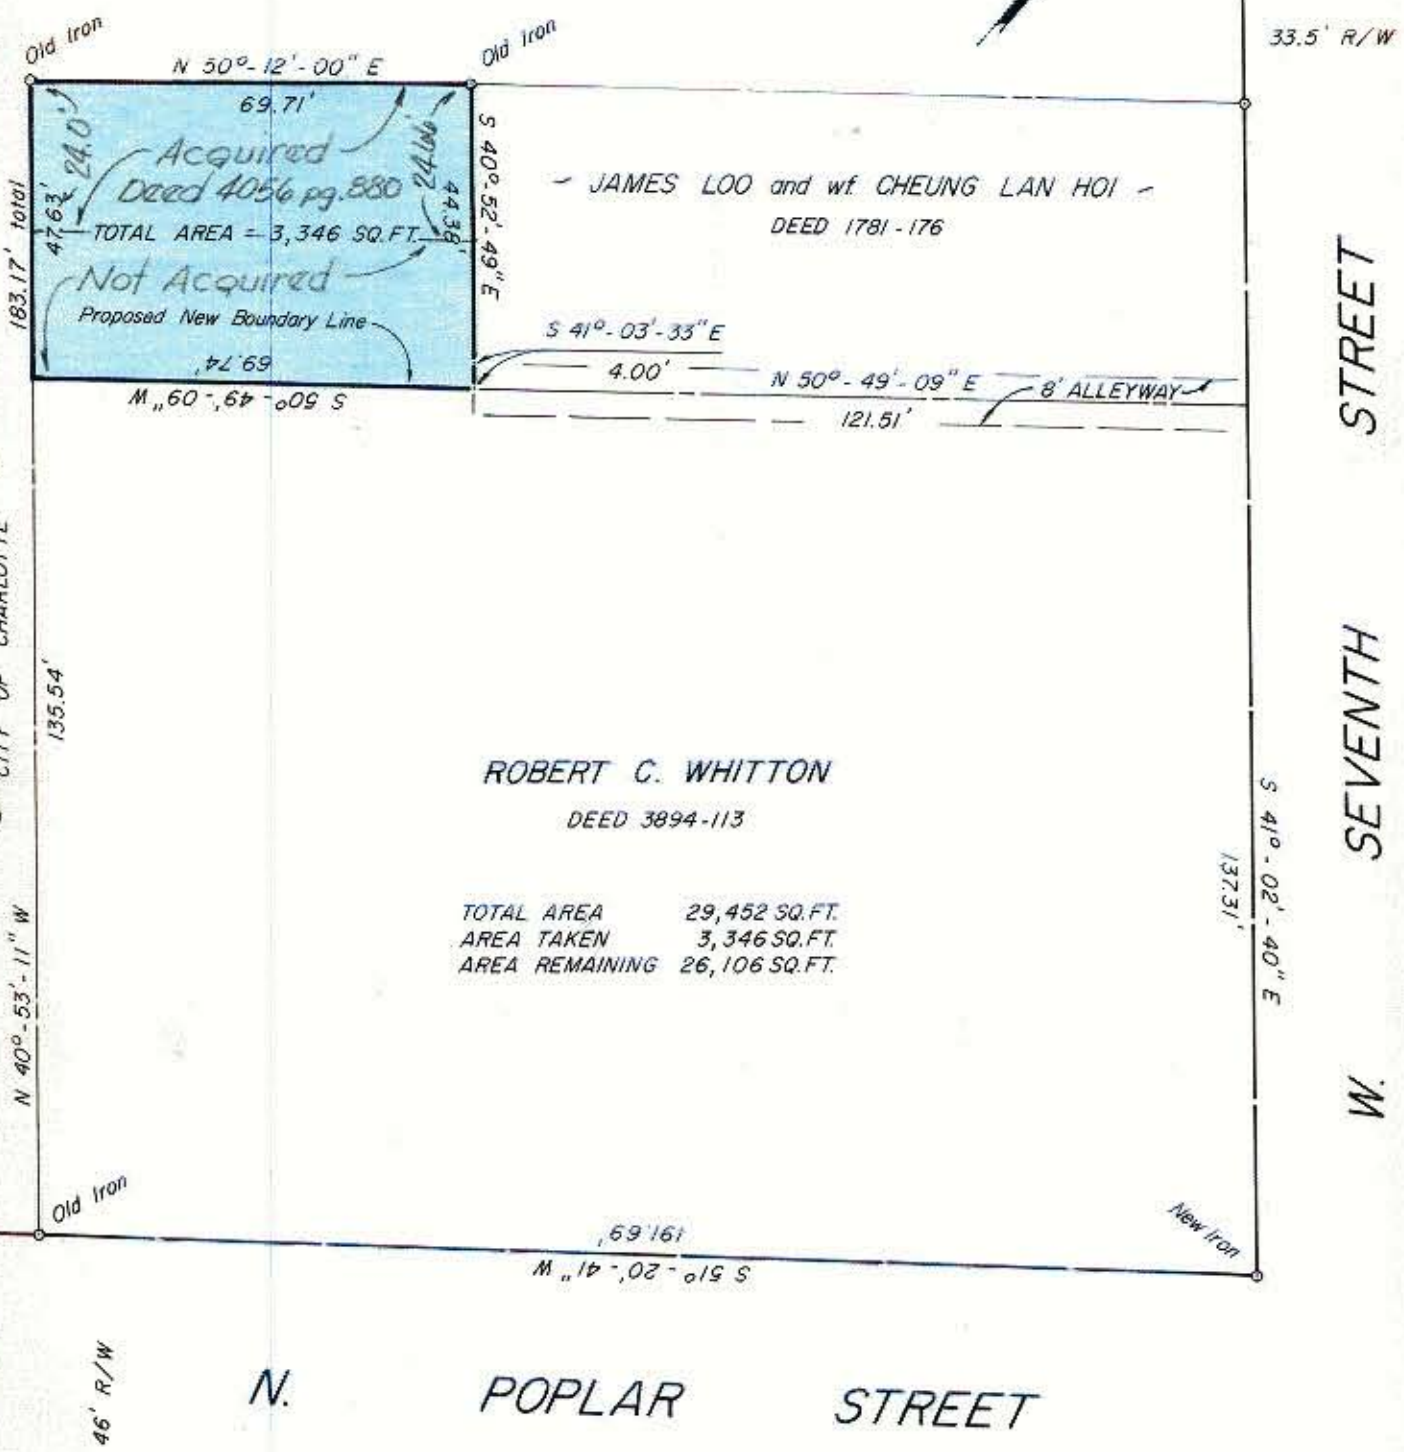 Old Iron
Old Iron
33.5' R/W
N 50°-12'-00" E
69.71'
24.0'
Acquired
24.66
Deed 4056 pg. 880
183.17' total
47.63'
44.38'
TOTAL AREA = 3,346 SQ.FT.
S 40°-52'-49" E
Not Acquired
Proposed New Boundary Line
69.74'
S 50°-49'-09" W
JAMES LOO and wf. CHEUNG LAN HOI
DEED 1781-176
S 41°-03'-33" E
4.00'
N 50°-49'-09" E
8' ALLEYWAY
121.51'
CITY OF CHARLOTTE
135.54'
N 40°-53'-11" W
ROBERT C. WHITTON
DEED 3894-113
TOTAL AREA 29,452 SQ.FT.
AREA TAKEN 3,346 SQ.FT.
AREA REMAINING 26,106 SQ.FT.
137.31'
S 41°-02'-40" E
W. SEVENTH STREET
Old Iron
New Iron
191.69'
S 51°-20'-41" W
46' R/W
N. POPLAR STREET